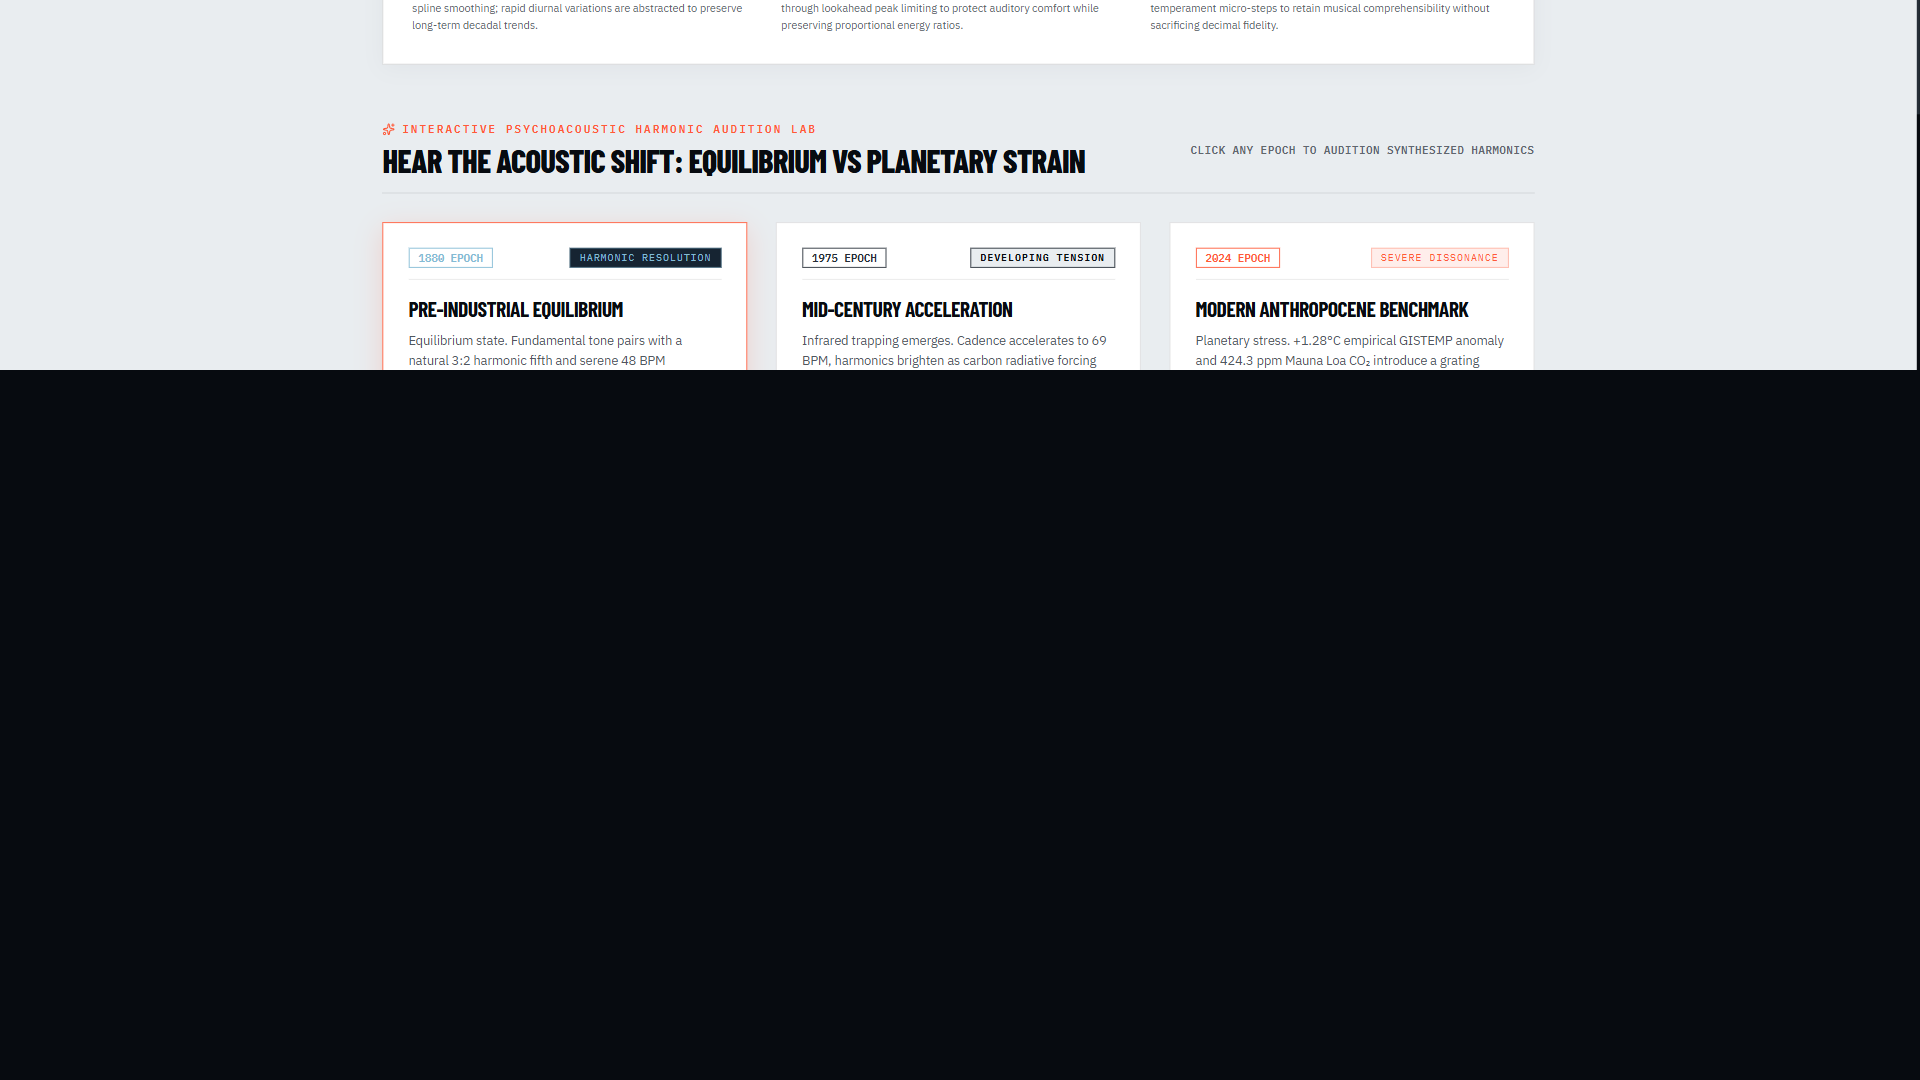 spline smoothing; rapid diurnal variations are abstracted to preserve
long-term decadal trends.
through lookahead peak limiting to protect auditory comfort while
preserving proportional energy ratios.
temperament micro-steps to retain musical comprehensibility without
sacrificing decimal fidelity.
INTERACTIVE PSYCHOACOUSTIC HARMONIC AUDITION LAB
HEAR THE ACOUSTIC SHIFT: EQUILIBRIUM VS PLANETARY STRAIN
CLICK ANY EPOCH TO AUDITION SYNTHESIZED HARMONICS
1880 EPOCH
HARMONIC RESOLUTION
PRE-INDUSTRIAL EQUILIBRIUM
Equilibrium state. Fundamental tone pairs with a
natural 3:2 harmonic fifth and serene 48 BPM
1975 EPOCH
DEVELOPING TENSION
MID-CENTURY ACCELERATION
Infrared trapping emerges. Cadence accelerates to 69
BPM, harmonics brighten as carbon radiative forcing
2024 EPOCH
SEVERE DISSONANCE
MODERN ANTHROPOCENE BENCHMARK
Planetary stress. +1.28°C empirical GISTEMP anomaly
and 424.3 ppm Mauna Loa CO₂ introduce a grating